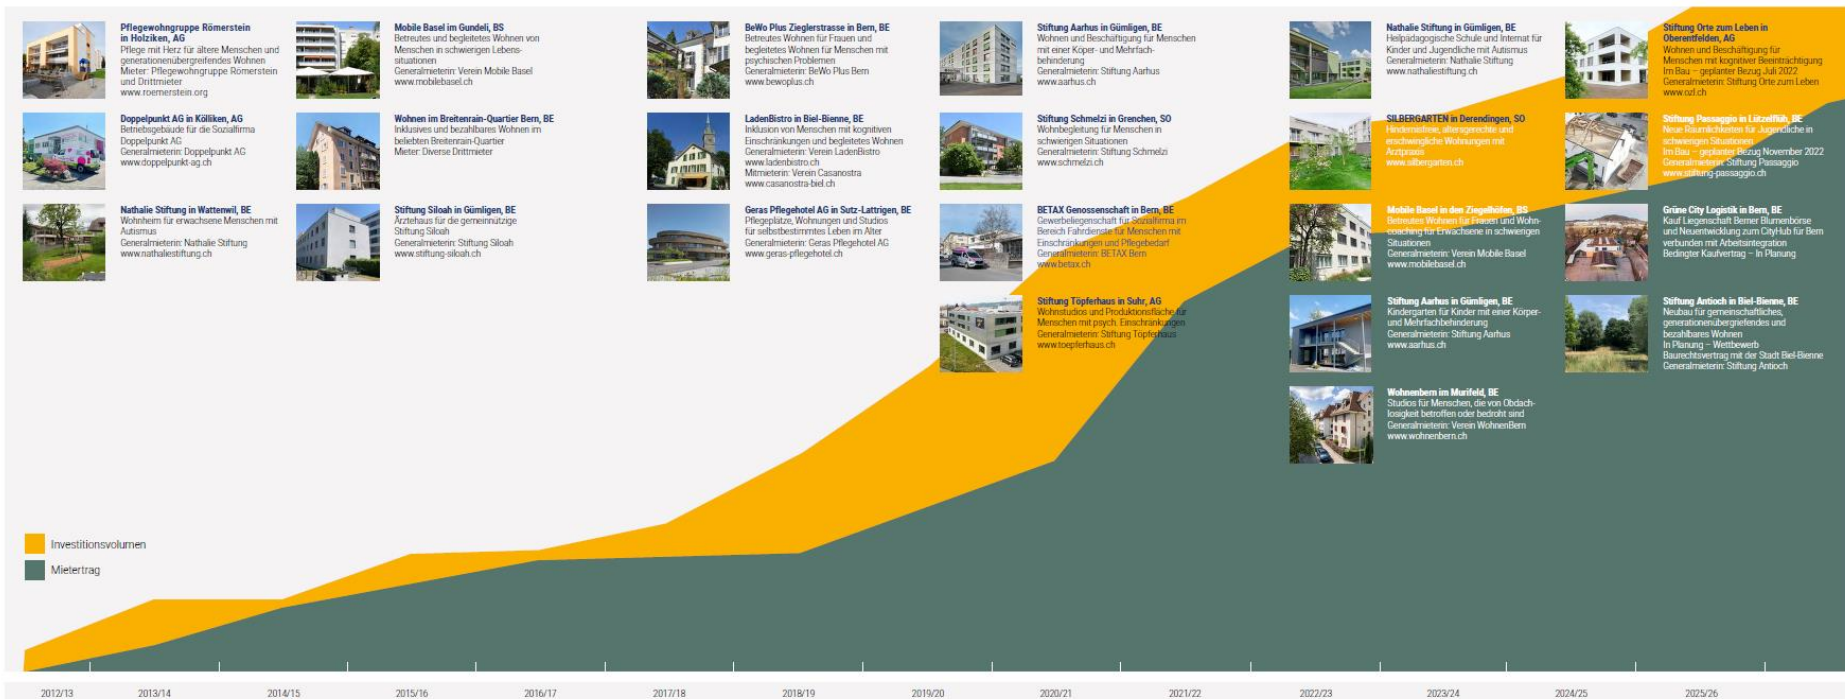 Pflegewohngruppe Römerstein
in Holziken, AG
Pflege mit Herz für ältere Menschen und
generationenübergreifendes Wohnen
Mieter: Pflegewohngruppe Römerstein
und Drittmieter
www.roemerstein.org
Doppelpunkt AG in Kölliken, AG
Betriebsgebäude für die Sozialfirma
Doppelpunkt AG
Generalmieterin: Doppelpunkt AG
www.doppelpunkt-ag.ch
Nathalie Stiftung in Wattenwil, BE
Wohnheim für erwachsene Menschen mit
Autismus
Generalmieterin: Nathalie Stiftung
www.nathaliestiftung.ch
Mobile Basel im Gundeli, BS
Betreutes und begleitetes Wohnen von
Menschen in schwierigen Lebens-
situationen
Generalmieterin: Verein Mobile Basel
www.mobilebasel.ch
Wohnen im Breitenrain-Quartier Bern, BE
Inklusives und bezahlbares Wohnen im
beliebten Breitenrain-Quartier
Mieter: Diverse Drittmieter
Stiftung Siloah in Gümligen, BE
Ärztehaus für die gemeinnützige
Stiftung Siloah
Generalmieterin: Stiftung Siloah
www.stiftung-siloah.ch
BeWo Plus Zieglerstrasse in Bern, BE
Betreutes Wohnen für Frauen und
begleitetes Wohnen für Menschen mit
psychischen Problemen
Generalmieterin: BeWo Plus Bern
www.bewoplus.ch
LadenBistro in Biel-Bienne, BE
Inklusion von Menschen mit kognitiven
Einschränkungen und begleitetes Wohnen
Generalmieterin: Verein LadenBistro
www.ladenbistro.ch
Mitmieterin: Verein Casanostra
www.casanostra-biel.ch
Geras Pflegehotel AG in Sutz-Lattrigen, BE
Pflegeplätze, Wohnungen und Studios
für selbstbestimmtes Leben im Alter
Generalmieterin: Geras Pflegehotel AG
www.geras-pflegehotel.ch
Stiftung Aarhus in Gümligen, BE
Wohnen und Beschäftigung für Menschen
mit einer Köper- und Mehrfach-
behinderung
Generalmieterin: Stiftung Aarhus
www.aarhus.ch
Stiftung Schmelzi in Grenchen, SO
Wohnbegleitung für Menschen in
schwierigen Situationen
Generalmieterin: Stiftung Schmelzi
www.schmelzi.ch
BETAX Genossenschaft in Bern, BE
Gewerbeliegenschaft für Sozialfirma im
Bereich Fahrdienste für Menschen mit
Einschränkungen und Pflegebedarf
Generalmieterin: BETAX Bern
www.betax.ch
Stiftung Töpferhaus in Suhr, AG
Wohnstudios und Produktionsfläche für
Menschen mit psych. Einschränkungen
Generalmieterin: Stiftung Töpferhaus
www.toepferhaus.ch
Nathalie Stiftung in Gümligen, BE
Heilpädagogische Schule und Internat für
Kinder und Jugendliche mit Autismus
Generalmieterin: Nathalie Stiftung
www.nathaliestiftung.ch
SILBERGARTEN in Derendingen, SO
Hindernisfreie, altersgerechte und
erschwingliche Wohnungen mit
Arztpraxis
www.silbergarten.ch
Mobile Basel in den Ziegelhöfen, BS
Betreutes Wohnen für Frauen und Wohn-
coaching für Erwachsene in schwierigen
Situationen
Generalmieterin: Verein Mobile Basel
www.mobilebasel.ch
Stiftung Aarhus in Gümligen, BE
Kindergarten für Kinder mit einer Körper-
und Mehrfachbehinderung
Generalmieterin: Stiftung Aarhus
www.aarhus.ch
Wohnenbern im Murifeld, BE
Studios für Menschen, die von Obdach-
losigkeit betroffen oder bedroht sind
Generalmieterin: Verein WohnenBern
www.wohnenbern.ch
Stiftung Orte zum Leben in
Oberentfelden, AG
Wohnen und Beschäftigung für
Menschen mit kognitiver Beeinträchtigung
Im Bau – geplanter Bezug Juli 2022
Generalmieterin: Stiftung Orte zum Leben
www.ozl.ch
Stiftung Passaggio in Lützelflüh, BE
Neue Räumlichkeiten für Jugendliche in
schwierigen Situationen
Im Bau – geplanter Bezug November 2022
Generalmieterin: Stiftung Passaggio
www.stiftung-passaggio.ch
Grüne City Logistik in Bern, BE
Kauf Liegenschaft Berner Blumenbörse
und Neuentwicklung zum CityHub für Bern
verbunden mit Arbeitsintegration
Bedingter Kaufvertrag – In Planung
Stiftung Antioch in Biel-Bienne, BE
Neubau für gemeinschaftliches,
generationenübergreifendes und
bezahlbares Wohnen
In Planung – Wettbewerb
Baurechtsvertrag mit der Stadt Biel-Bienne
Generalmieterin: Stiftung Antioch
Investitionsvolumen
Mietertrag
2012/13 2013/14 2014/15 2015/16 2016/17 2017/18 2018/19 2019/20 2020/21 2021/22 2022/23 2023/24 2024/25 2025/26